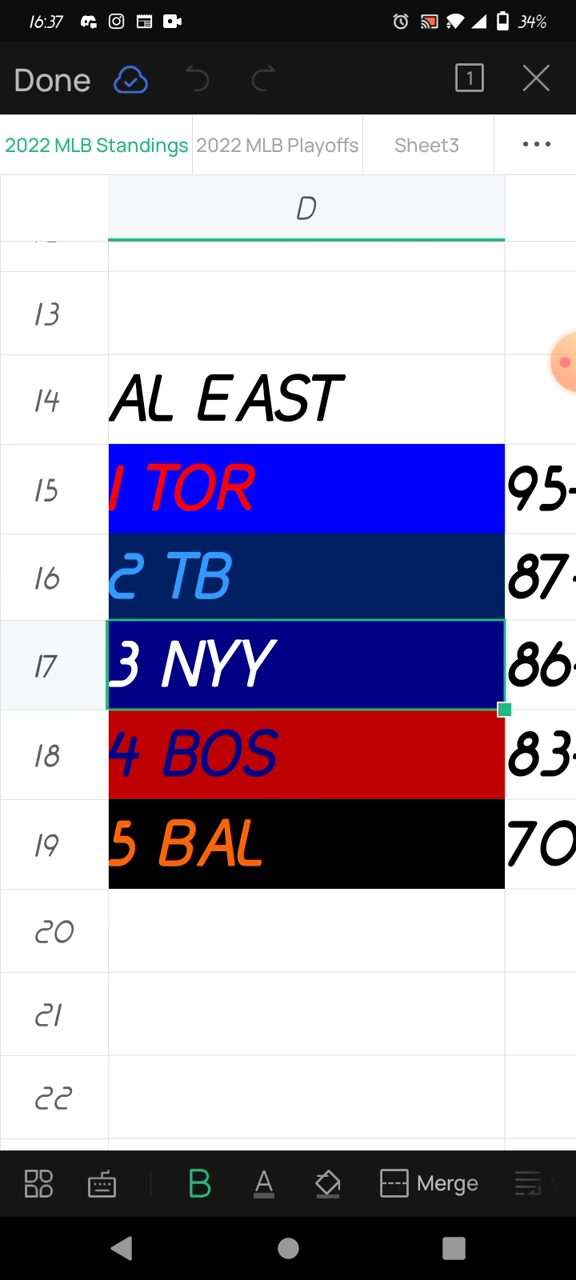 16:37 34%
Done 1
2022 MLB Standings 2022 MLB Playoffs Sheet3
D
13
14 AL EAST
15 1 TOR 95-
16 2 TB 87-
17 3 NYY 86-
18 4 BOS 83-
19 5 BAL 70
20
21
22
B A Merge